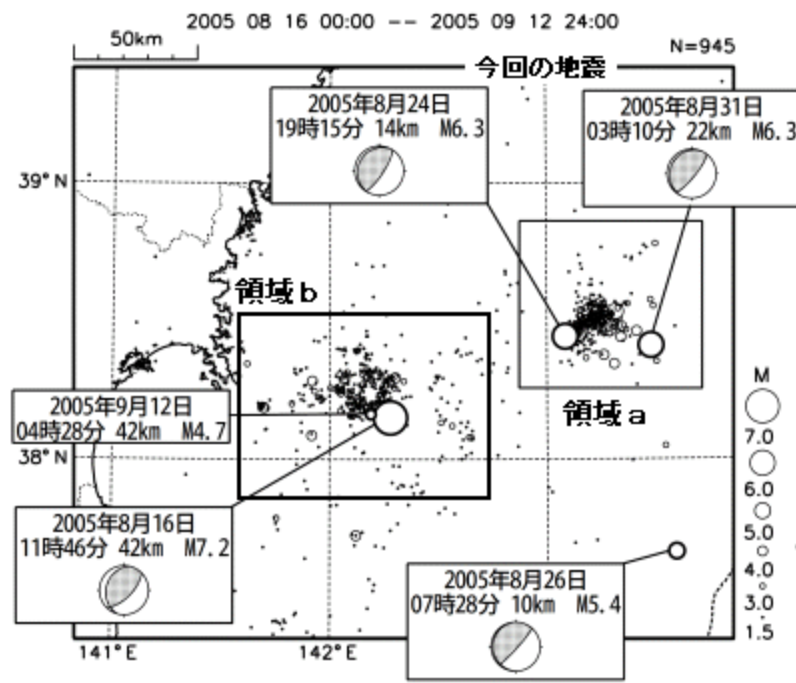 2005 08 16 00:00 -- 2005 09 12 24:00
50km
N=945
今回の地震
2005年8月24日
19時15分 14km M6.3
2005年8月31日
03時10分 22km M6.3
39°N
領域b
領域a
2005年9月12日
04時28分 42km M4.7
38°N
2005年8月16日
11時46分 42km M7.2
2005年8月26日
07時28分 10km M5.4
M
7.0
6.0
5.0
4.0
3.0
1.5
141°E
142°E